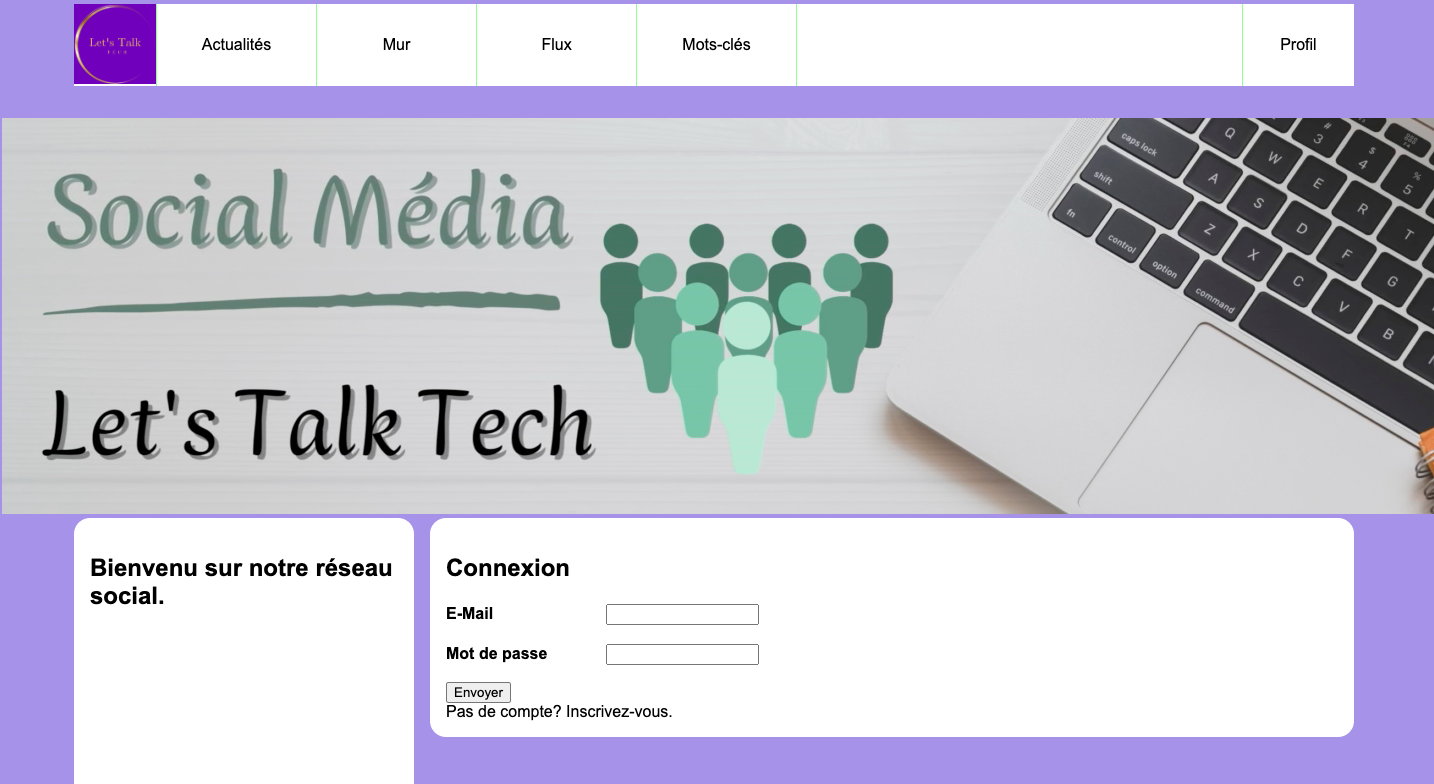 Let's Talk
TECH
Actualités
Mur
Flux
Mots-clés
Profil
Social Média
Let's Talk Tech
caps lock
Q
W
E
R
T
#
3
$
4
%
5
shift
A
S
D
F
G
fn
control
option
command
Z
X
C
V
B
Bienvenu sur notre réseau
social.
Connexion
E-Mail
Mot de passe
Envoyer
Pas de compte? Inscrivez-vous.